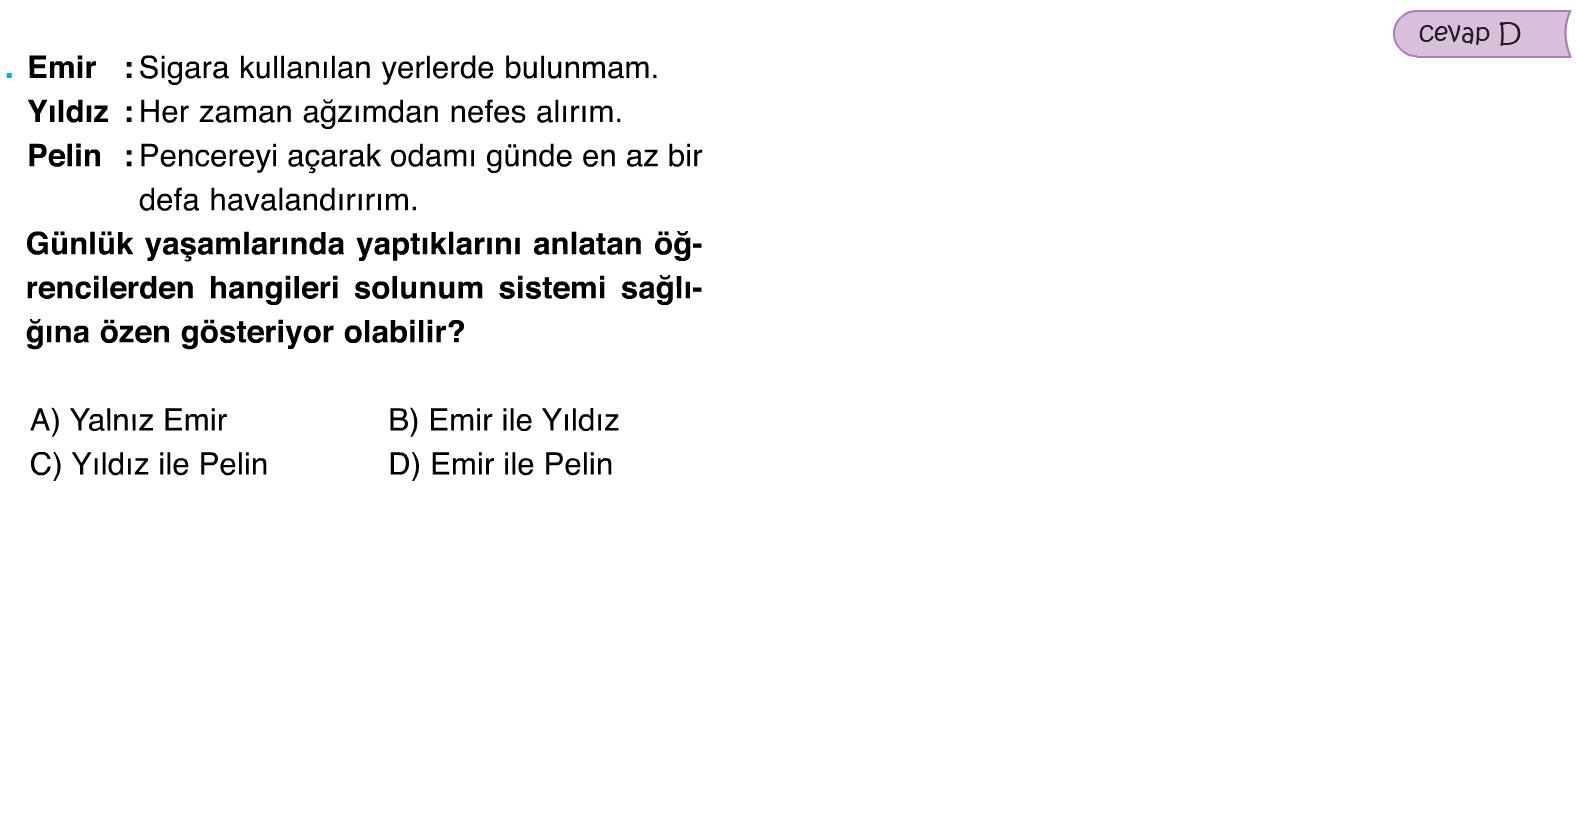 cevap D
. Emir : Sigara kullanılan yerlerde bulunmam.
Yıldız : Her zaman ağzımdan nefes alırım.
Pelin : Pencereyi açarak odamı günde en az bir
defa havalandırırım.
Günlük yaşamlarında yaptıklarını anlatan öğ-
rencilerden hangileri solunum sistemi sağlı-
ğına özen gösteriyor olabilir?
A) Yalnız Emir B) Emir ile Yıldız
C) Yıldız ile Pelin D) Emir ile Pelin